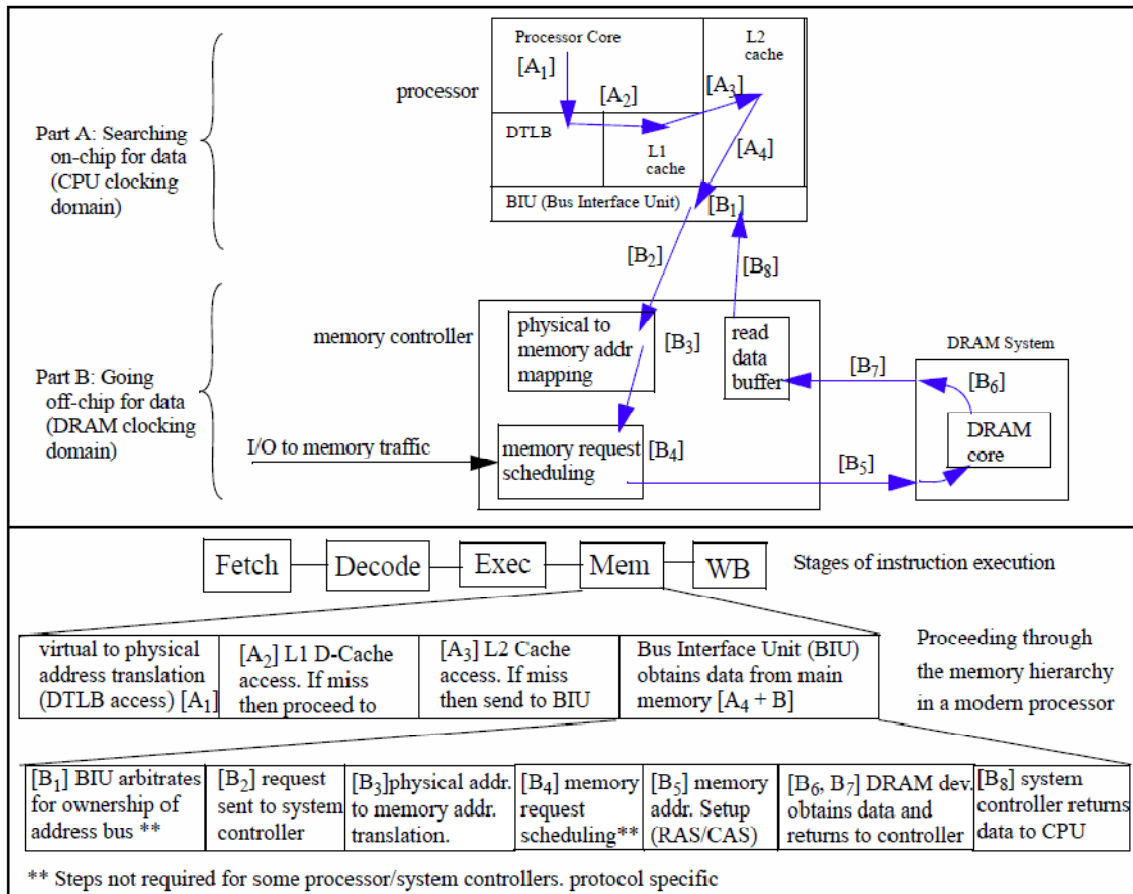 Processor Core
L2
cache
[A1]
[A3]
processor
[A2]
Part A: Searching
on-chip for data
(CPU clocking
domain)
DTLB
L1
cache
[A4]
BIU (Bus Interface Unit)
[B1]
[B2]
[B8]
memory controller
physical to
memory addr
mapping
[B3]
read
data
buffer
DRAM System
[B7]
[B6]
Part B: Going
off-chip for data
(DRAM clocking
domain)
I/O to memory traffic
memory request
scheduling
[B4]
[B5]
DRAM
core
Fetch
Decode
Exec
Mem
WB
Stages of instruction execution
virtual to physical
address translation
(DTLB access) [A1]
[A2] L1 D-Cache
access. If miss
then proceed to
[A3] L2 Cache
access. If miss
then send to BIU
Bus Interface Unit (BIU)
obtains data from main
memory [A4 + B]
Proceeding through
the memory hierarchy
in a modern processor
[B1] BIU arbitrates
for ownership of
address bus **
[B2] request
sent to system
controller
[B3]physical addr.
to memory addr.
translation.
[B4] memory
request
scheduling**
[B5] memory
addr. Setup
(RAS/CAS)
[B6, B7] DRAM dev.
obtains data and
returns to controller
[B8] system
controller returns
data to CPU
** Steps not required for some processor/system controllers. protocol specific